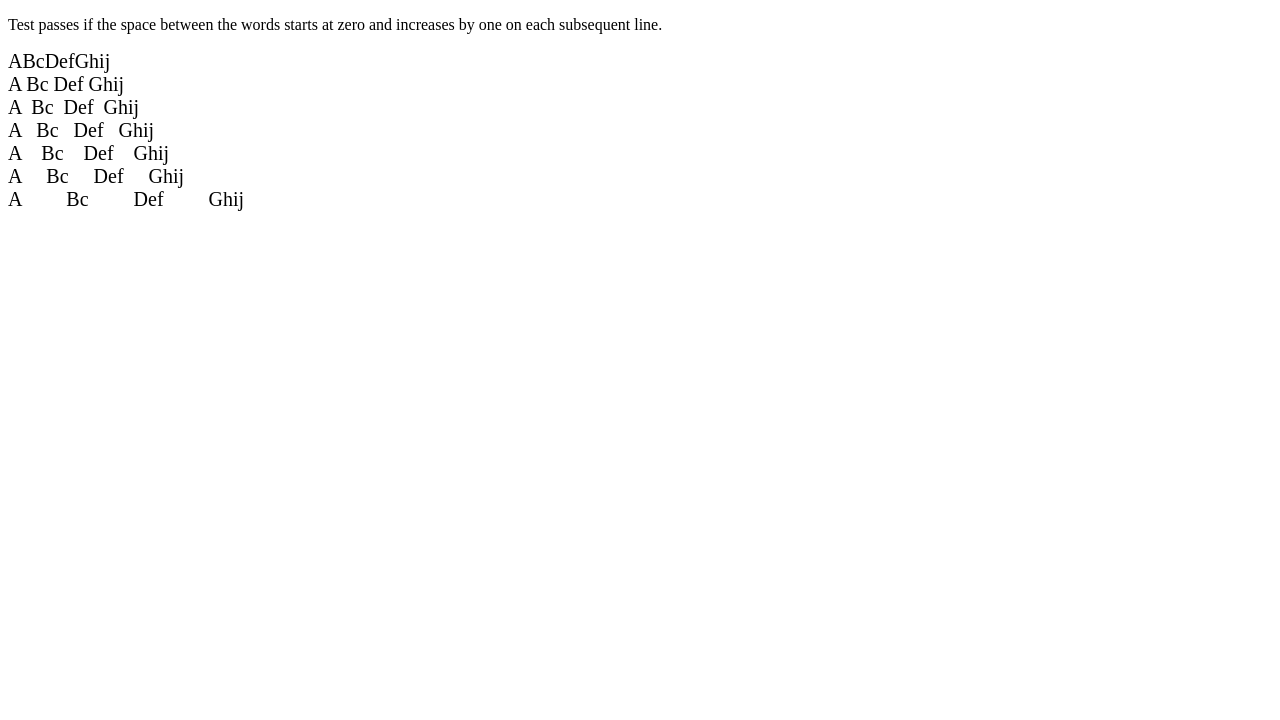 Test passes if the space between the words starts at zero and increases by one on each subsequent line.
ABcDefGhij
A Bc Def Ghij
A  Bc  Def  Ghij
A   Bc   Def   Ghij
A    Bc    Def    Ghij
A     Bc     Def     Ghij
A         Bc         Def         Ghij